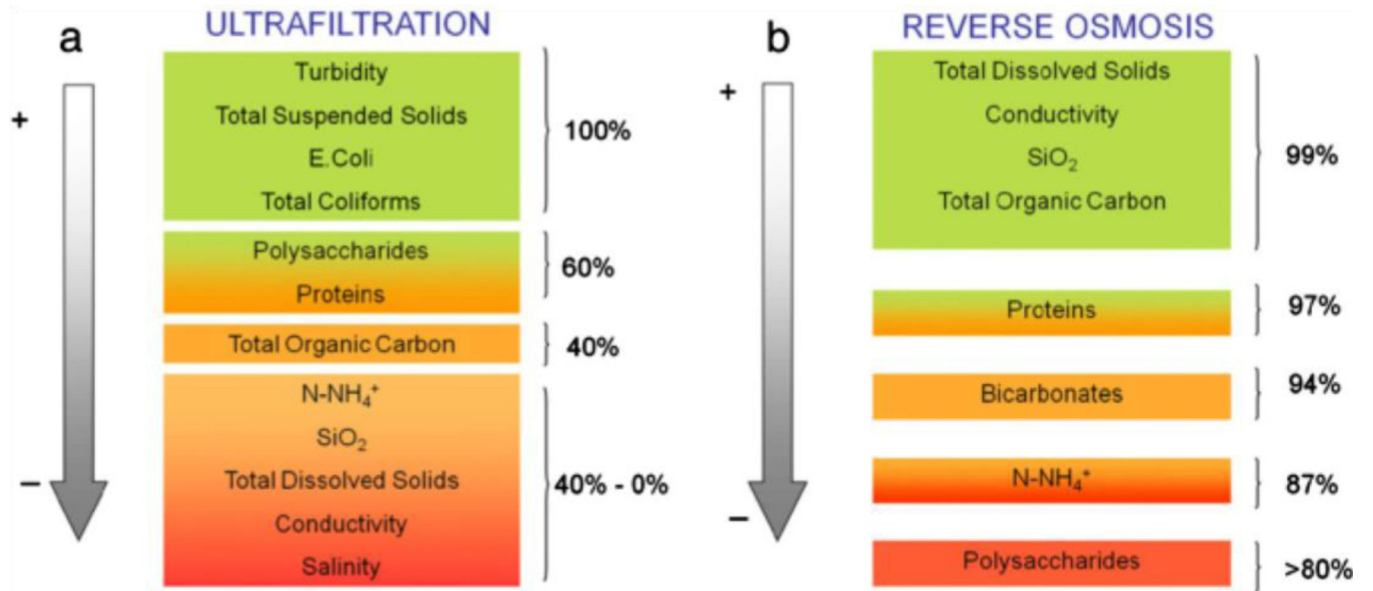 a
ULTRAFILTRATION
+
Turbidity
Total Suspended Solids
E.Coli
Total Coliforms
100%
Polysaccharides
Proteins
60%
Total Organic Carbon
40%
N-NH₄⁺
SiO₂
Total Dissolved Solids
Conductivity
Salinity
40% - 0%
–
b
REVERSE OSMOSIS
+
Total Dissolved Solids
Conductivity
SiO₂
Total Organic Carbon
99%
Proteins
97%
Bicarbonates
94%
N-NH₄⁺
87%
Polysaccharides
>80%
–